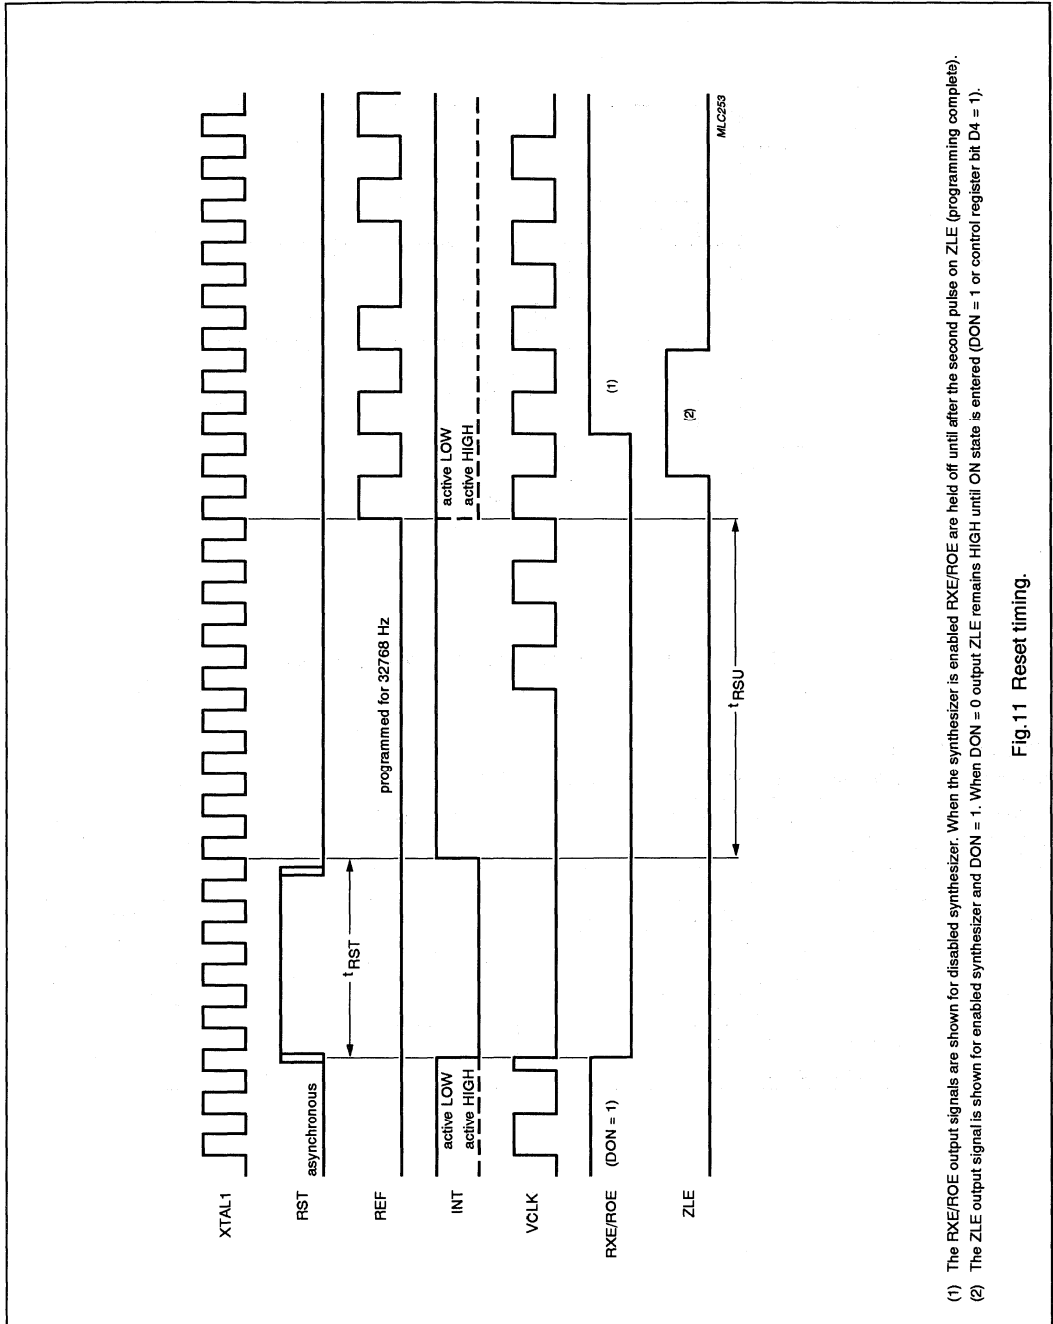 XTAL1
RST
asynchronous
t RST
REF
programmed for 32768 Hz
INT
active LOW
active HIGH
active LOW
active HIGH
VCLK
RXE/ROE
(DON = 1)
(1)
ZLE
(2)
t RSU
MLC253
(1) The RXE/ROE output signals are shown for disabled synthesizer. When the synthesizer is enabled RXE/ROE are held off until after the second pulse on ZLE (programming complete).
(2) The ZLE output signal is shown for enabled synthesizer and DON = 1. When DON = 0 output ZLE remains HIGH until ON state is entered (DON = 1 or control register bit D4 = 1).
Fig.11 Reset timing.